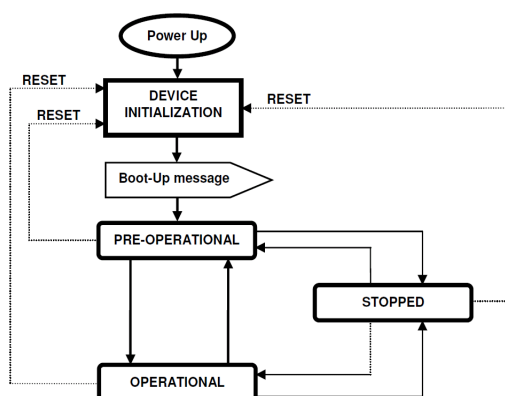 Power Up
RESET
DEVICE
INITIALIZATION
RESET
RESET
Boot-Up message
PRE-OPERATIONAL
STOPPED
OPERATIONAL